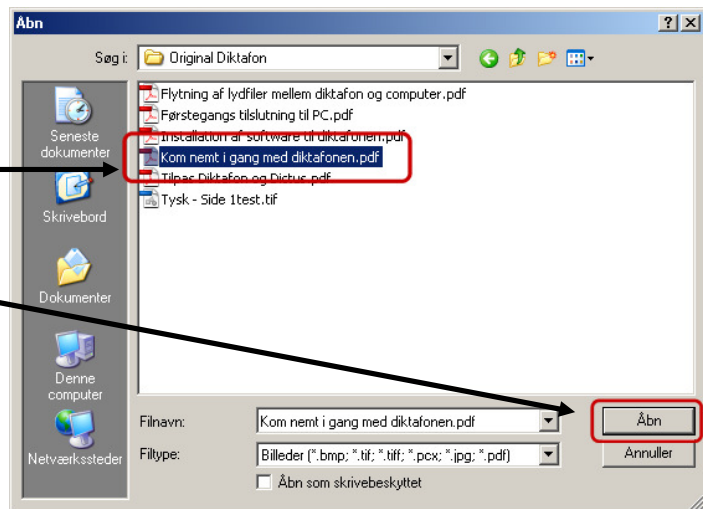 Åbn
Søg i: Original Diktafon
Flytning af lydfiler mellem diktafon og computer.pdf
Førstegangs tilslutning til PC.pdf
Installation af software til diktafonen.pdf
Kom nemt i gang med diktafonen.pdf
Tilpas Diktafon og Dictus.pdf
Tysk - Side 1test.tif
Seneste
dokumenter
Skrivebord
Dokumenter
Denne
computer
Netværkssteder
Filnavn: Kom nemt i gang med diktafonen.pdf Åbn
Filtype: Billeder (*.bmp; *.tif; *.tiff; *.pcx; *.jpg; *.pdf) Annuller
Åbn som skrivebeskyttet